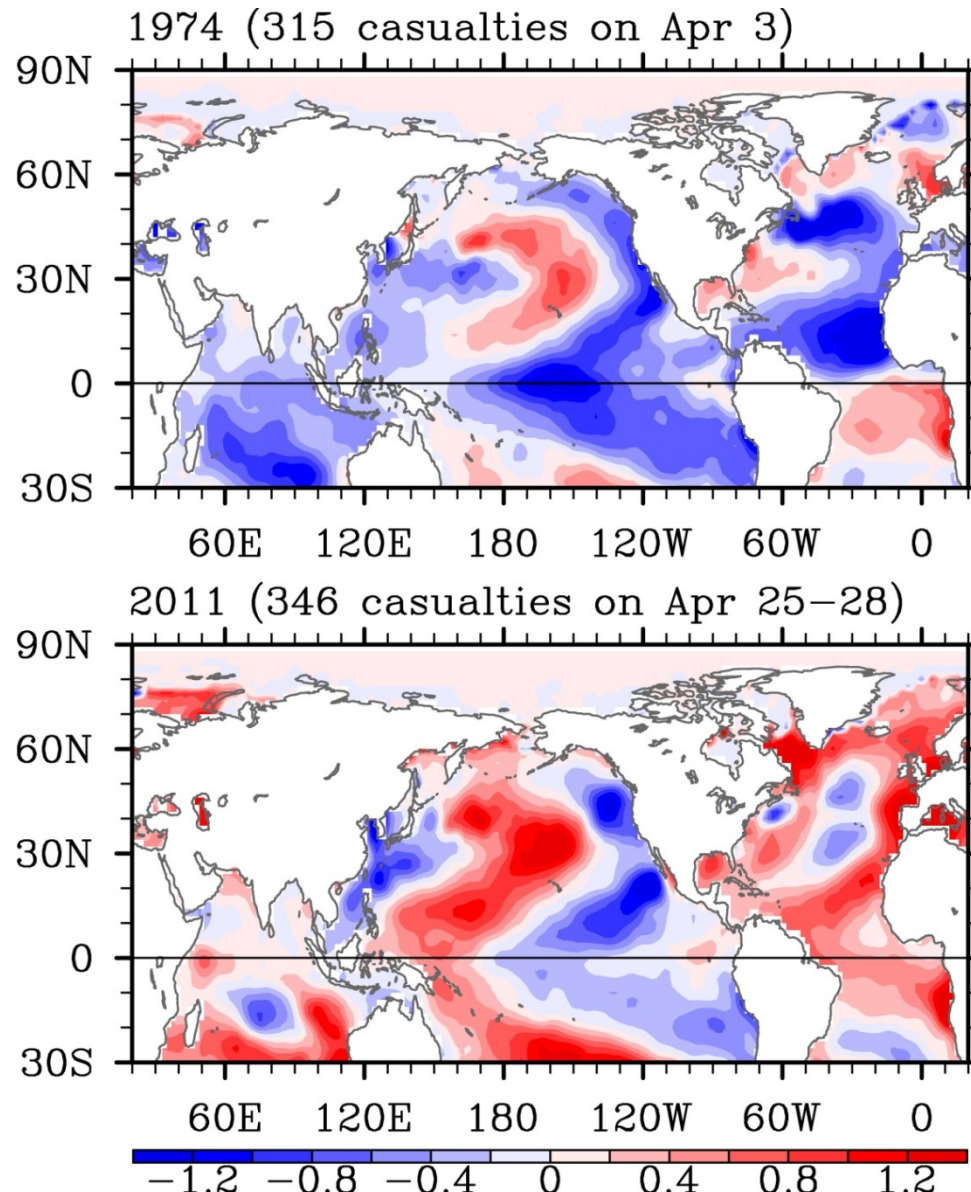 1974 (315 casualties on Apr 3)
90N
60N
30N
0
30S
60E 120E 180 120W 60W 0
2011 (346 casualties on Apr 25−28)
90N
60N
30N
0
30S
60E 120E 180 120W 60W 0
−1.2 −0.8 −0.4 0 0.4 0.8 1.2